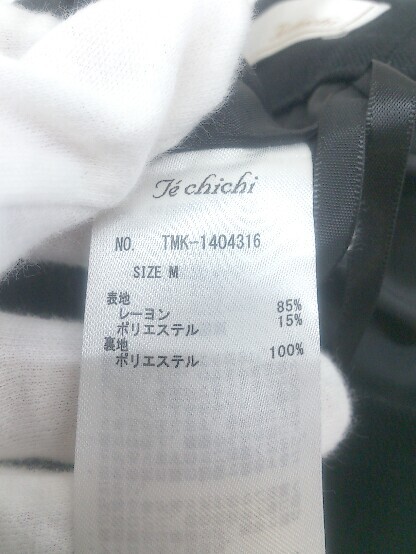 Té chichi
NO. TMK-1404316
SIZE M
表地
レーヨン 85%
ポリエステル 15%
裏地
ポリエステル 100%